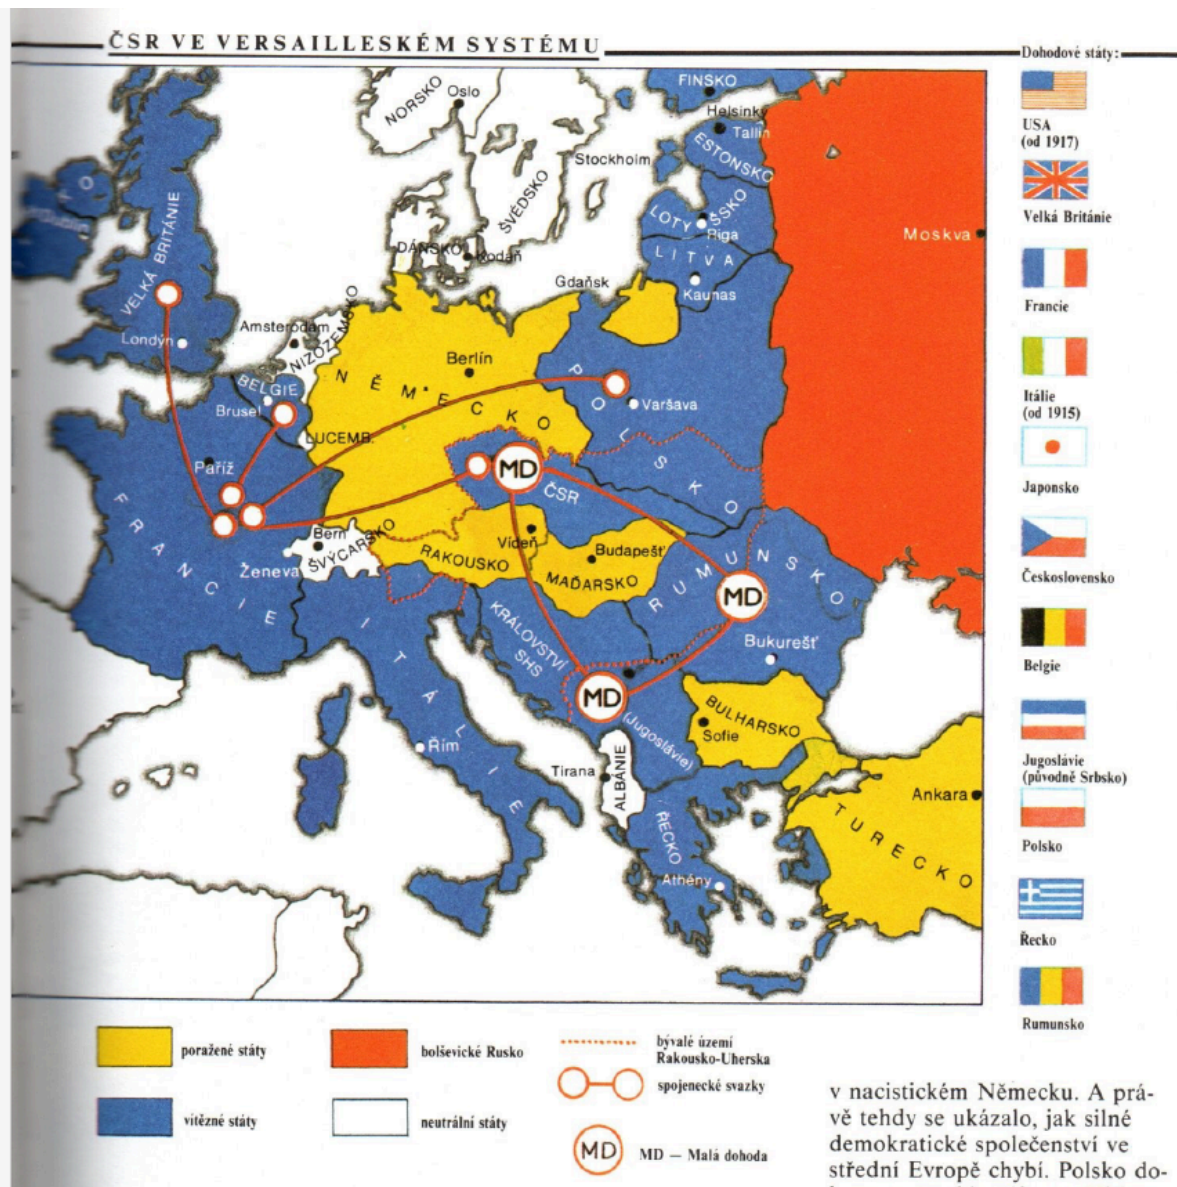 ČSR VE VERSAILLESKÉM SYSTÉMU
Dohodové státy:
USA
(od 1917)
Velká Británie
Francie
Itálie
(od 1915)
Japonsko
Československo
Belgie
Jugoslávie
(původně Srbsko)
Polsko
Řecko
Rumunsko
NORSKO
Oslo
FINSKO
Helsinky
Tallin
ESTONSKO
Stockholm
ŠVÉDSKO
LOTYŠSKO
Riga
Moskva
DÁNSKO
Kodaň
LITVA
Kaunas
VELKÁ BRITÁNIE
Gdaňsk
Londýn
Amsterodam
NIZOZEMSKO
Berlín
NĚMECKO
POLSKO
Varšava
BELGIE
Brusel
LUCEMB.
Paříž
MD
ČSR
FRANCIE
Bern
ŠVÝCARSKO
Ženeva
Vídeň
RAKOUSKO
Budapešť
MAĎARSKO
RUMUNSKO
MD
KRÁLOVSTVÍ
SHS
Bukurešť
MD
(Jugoslávie)
ITÁLIE
Řím
BULHARSKO
Sofie
Tirana
ALBÁNIE
Ankara
TURECKO
ŘECKO
Athény
poražené státy
bolševické Rusko
bývalé území
Rakousko-Uherska
spojenecké svazky
vítězné státy
neutrální státy
MD
MD — Malá dohoda
v nacistickém Německu. A prá-
vě tehdy se ukázalo, jak silné
demokratické společenství ve
střední Evropě chybí. Polsko do-